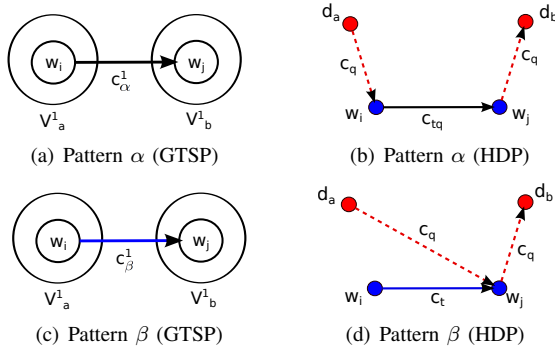 w_i w_j
c^1_α
V^1_a V^1_b
(a) Pattern α (GTSP)
d_a d_b
c_q c_q
w_i w_j
c_tq
(b) Pattern α (HDP)
w_i w_j
c^1_β
V^1_a V^1_b
(c) Pattern β (GTSP)
d_a d_b
c_q c_q
w_i c_t w_j
(d) Pattern β (HDP)